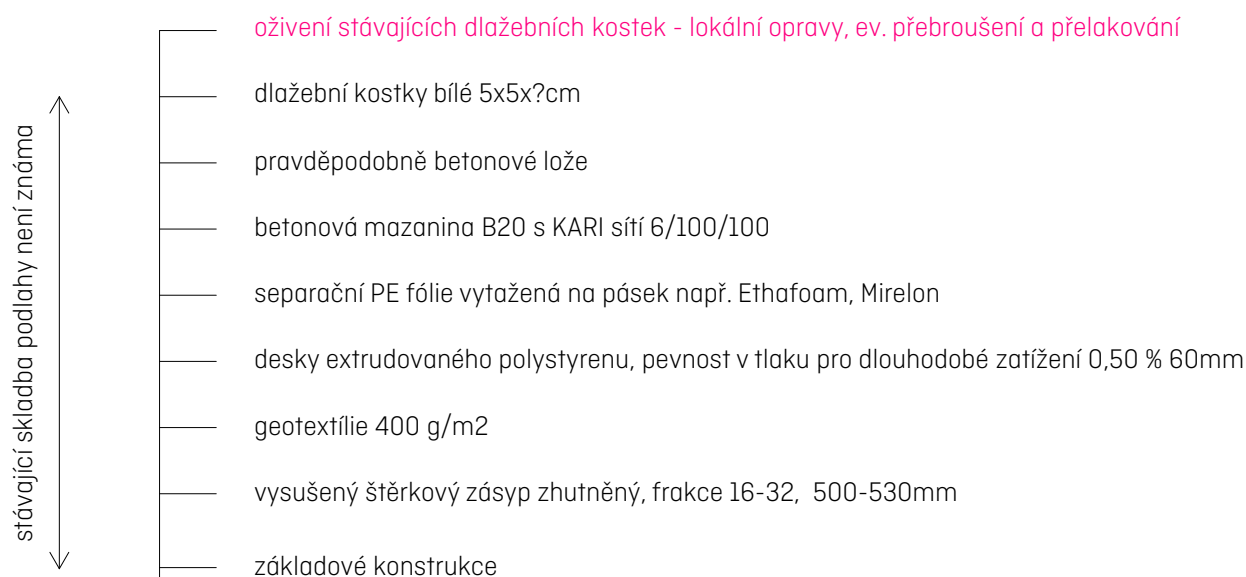 oživení stávajících dlažebních kostek - lokální opravy, ev. přebroušení a přelakování
dlažební kostky bílé 5x5x?cm
pravděpodobně betonové lože
betonová mazanina B20 s KARI sítí 6/100/100
separační PE fólie vytažená na pásek např. Ethafoam, Mirelon
desky extrudovaného polystyrenu, pevnost v tlaku pro dlouhodobé zatížení 0,50 % 60mm
geotextílie 400 g/m2
vysušený štěrkový zásyp zhutněný, frakce 16-32, 500-530mm
základové konstrukce
stávající skladba podlahy není známa